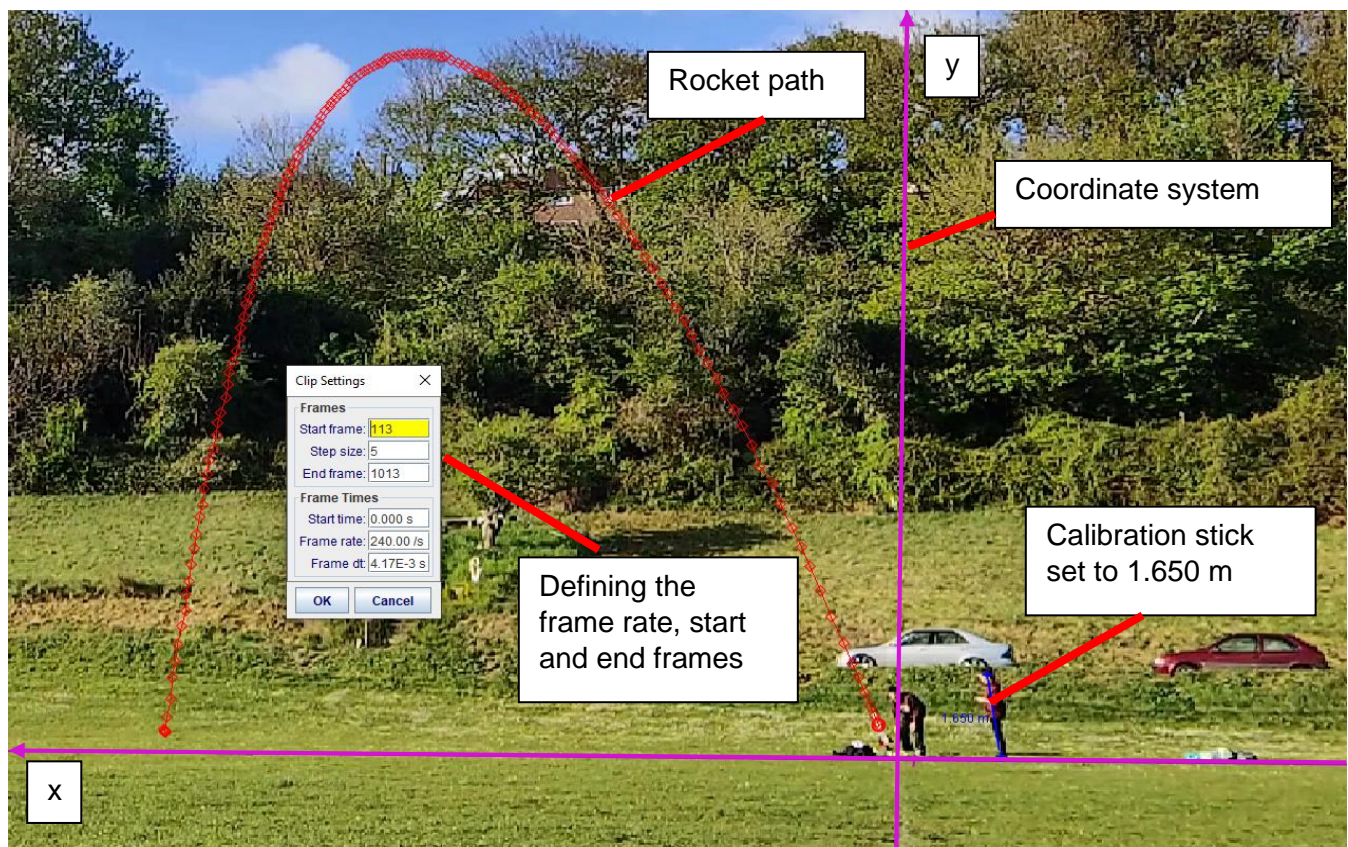 Rocket path
y
Coordinate system
Clip Settings
Frames
Start frame: 113
Step size: 5
End frame: 1013
Frame Times
Start time: 0.000 s
Frame rate: 240.00 /s
Frame dt: 4.17E-3 s
OK Cancel
Defining the
frame rate, start
and end frames
Calibration stick
set to 1.650 m
1.650 m
x